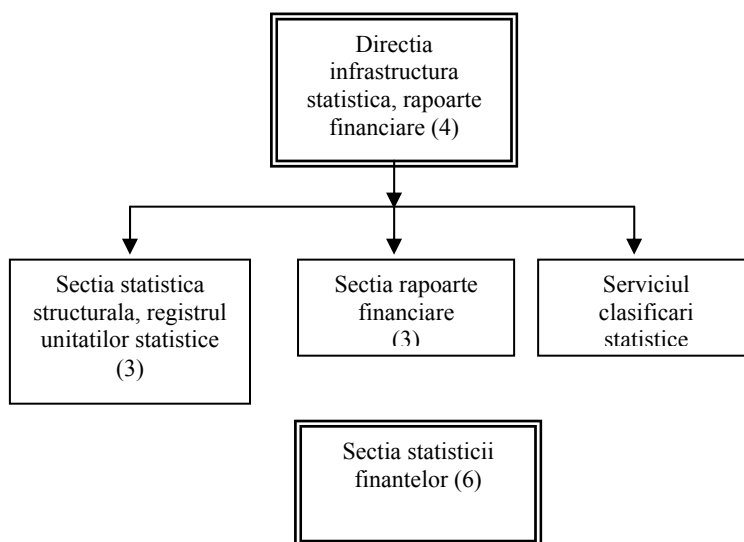 Directia
infrastructura
statistica, rapoarte
financiare (4)
Sectia statistica
structurala, registrul
unitatilor statistice
(3)
Sectia rapoarte
financiare
(3)
Serviciul
clasificari
statistice
Sectia statisticii
finantelor (6)